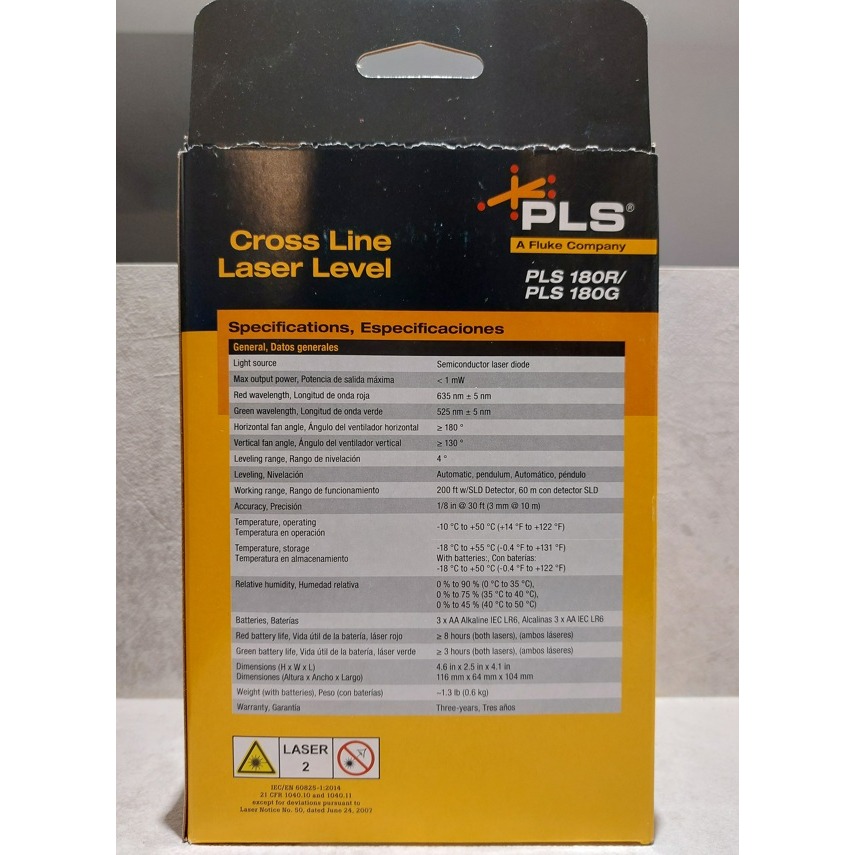 PLS®
A Fluke Company
Cross Line
Laser Level
PLS 180R/
PLS 180G
Specifications, Especificaciones
General, Datos generales
Light source Semiconductor laser diode
Max output power, Potencia de salida máxima < 1 mW
Red wavelength, Longitud de onda roja 635 nm ± 5 nm
Green wavelength, Longitud de onda verde 525 nm ± 5 nm
Horizontal fan angle, Ángulo del ventilador horizontal ≥ 180 °
Vertical fan angle, Ángulo del ventilador vertical ≥ 130 °
Leveling range, Rango de nivelación 4 °
Leveling, Nivelación Automatic, pendulum, Automático, péndulo
Working range, Rango de funcionamiento 200 ft w/SLD Detector, 60 m con detector SLD
Accuracy, Precisión 1/8 in @ 30 ft (3 mm @ 10 m)
Temperature, operating
Temperatura en operación -10 °C to +50 °C (+14 °F to +122 °F)
Temperature, storage -18 °C to +55 °C (-0.4 °F to +131 °F)
Temperatura en almacenamiento With batteries:, Con baterías:
-18 °C to +50 °C (-0.4 °F to +122 °F)
Relative humidity, Humedad relativa 0 % to 90 % (0 °C to 35 °C),
0 % to 75 % (35 °C to 40 °C),
0 % to 45 % (40 °C to 50 °C)
Batteries, Baterías 3 x AA Alkaline IEC LR6, Alcalinas 3 x AA IEC LR6
Red battery life, Vida útil de la batería, láser rojo ≥ 8 hours (both lasers), (ambos láseres)
Green battery life, Vida útil de la batería, láser verde ≥ 3 hours (both lasers), (ambos láseres)
Dimensions (H x W x L) 4.6 in x 2.5 in x 4.1 in
Dimensiones (Altura x Ancho x Largo) 116 mm x 64 mm x 104 mm
Weight (with batteries), Peso (con baterías) ~1.3 lb (0.6 kg)
Warranty, Garantía Three-years, Tres años
LASER
2
IEC/EN 60825-1:2014
21 CFR 1040.10 and 1040.11
except for deviations pursuant to
Laser Notice No. 50, dated June 24, 2007